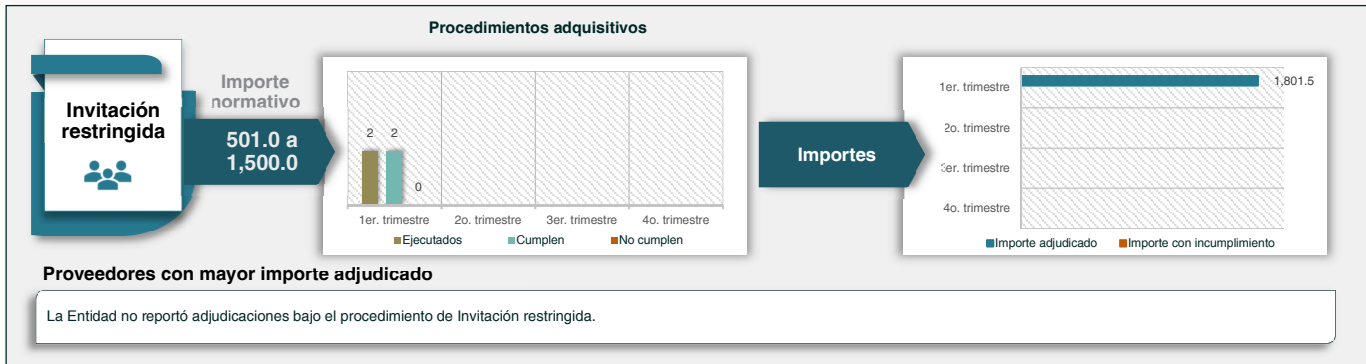 Procedimientos adquisitivos
Invitación
restringida
Importe
normativo
501.0 a
1,500.0
2 2
0
1er. trimestre 2o. trimestre 3er. trimestre 4o. trimestre
Ejecutados Cumplen No cumplen
Importes
1er. trimestre 1,801.5
2o. trimestre
3er. trimestre
4o. trimestre
Importe adjudicado Importe con incumplimiento
Proveedores con mayor importe adjudicado
La Entidad no reportó adjudicaciones bajo el procedimiento de Invitación restringida.